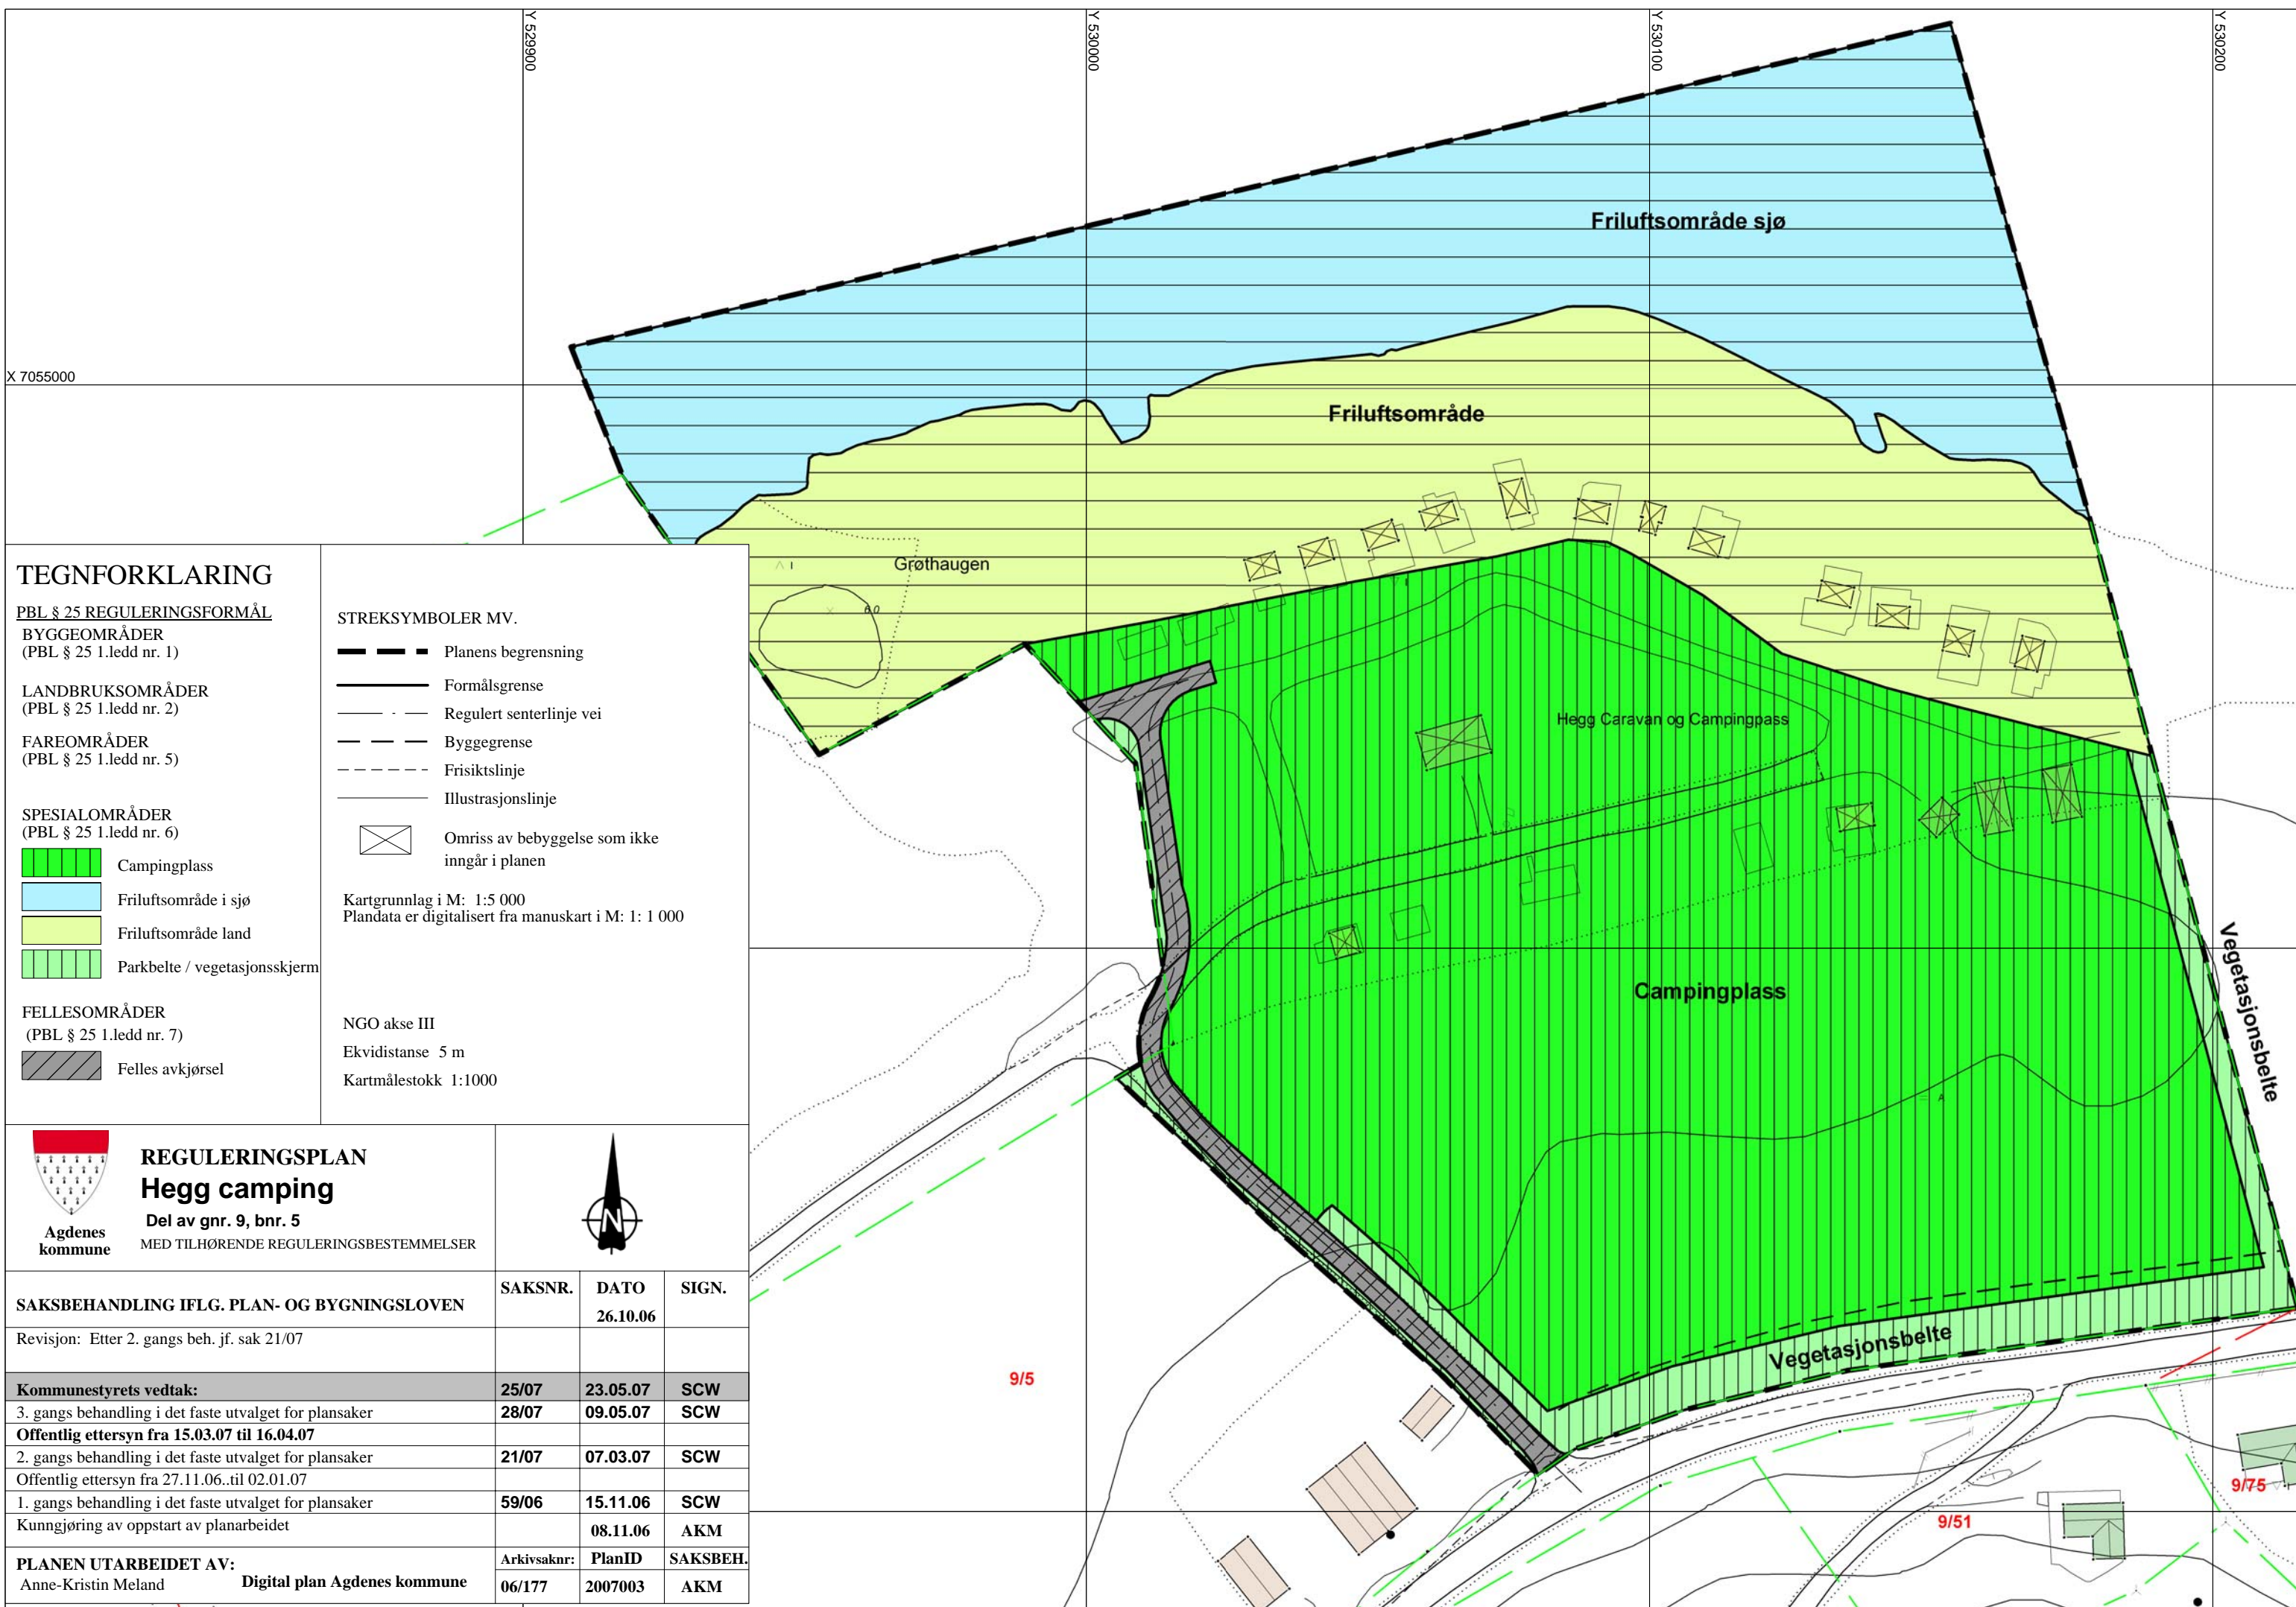 Y 529900
Y 530000
Y 530100
Y 530200
Friluftsområde sjø
X 7055000
Friluftsområde
Grøthaugen
6.0
Hegg Caravan og Campingpass
Campingplass
Vegetasjonsbelte
Vegetasjonsbelte
9/5
9/51
9/75
TEGNFORKLARING
PBL § 25 REGULERINGSFORMÅL
BYGGEOMRÅDER
(PBL § 25 1.ledd nr. 1)
LANDBRUKSOMRÅDER
(PBL § 25 1.ledd nr. 2)
FAREOMRÅDER
(PBL § 25 1.ledd nr. 5)
SPESIALOMRÅDER
(PBL § 25 1.ledd nr. 6)
Campingplass
Friluftsområde i sjø
Friluftsområde land
Parkbelte / vegetasjonsskjerm
FELLESOMRÅDER
(PBL § 25 1.ledd nr. 7)
Felles avkjørsel
STREKSYMBOLER MV.
Planens begrensning
Formålsgrense
Regulert senterlinje vei
Byggegrense
Frisiktslinje
Illustrasjonslinje
Omriss av bebyggelse som ikke
inngår i planen
Kartgrunnlag i M: 1:5 000
Plandata er digitalisert fra manuskart i M: 1: 1 000
NGO akse III
Ekvidistanse 5 m
Kartmålestokk 1:1000
Agdenes
kommune
REGULERINGSPLAN
Hegg camping
Del av gnr. 9, bnr. 5
MED TILHØRENDE REGULERINGSBESTEMMELSER
N
SAKSBEHANDLING IFLG. PLAN- OG BYGNINGSLOVEN SAKSNR. DATO SIGN.
26.10.06
Revisjon: Etter 2. gangs beh. jf. sak 21/07
Kommunestyrets vedtak: 25/07 23.05.07 SCW
3. gangs behandling i det faste utvalget for plansaker 28/07 09.05.07 SCW
Offentlig ettersyn fra 15.03.07 til 16.04.07
2. gangs behandling i det faste utvalget for plansaker 21/07 07.03.07 SCW
Offentlig ettersyn fra 27.11.06..til 02.01.07
1. gangs behandling i det faste utvalget for plansaker 59/06 15.11.06 SCW
Kunngjøring av oppstart av planarbeidet 08.11.06 AKM
PLANEN UTARBEIDET AV: Arkivsaknr: PlanID SAKSBEH.
Anne-Kristin Meland Digital plan Agdenes kommune 06/177 2007003 AKM